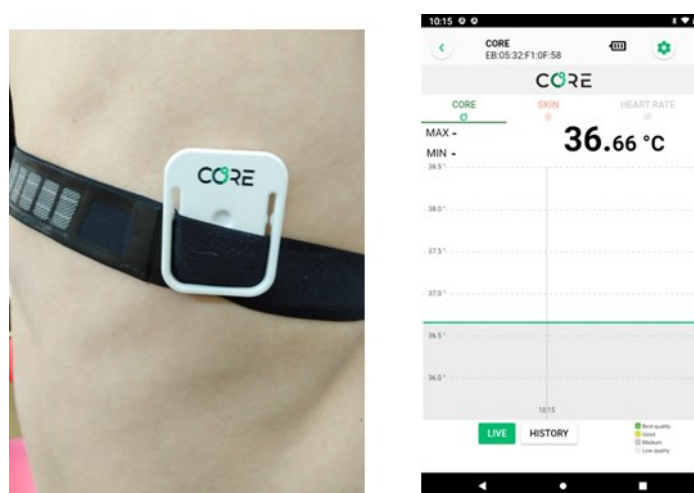 CORE
10:15
CORE
EB:05:32:F1:0F:58
CORE
CORE SKIN HEART RATE
MAX -
36.66 °C
MIN -
38.5°
38.0°
37.5°
37.0°
36.5°
36.0°
10:15
LIVE HISTORY
Best quality
Good
Medium
Low quality